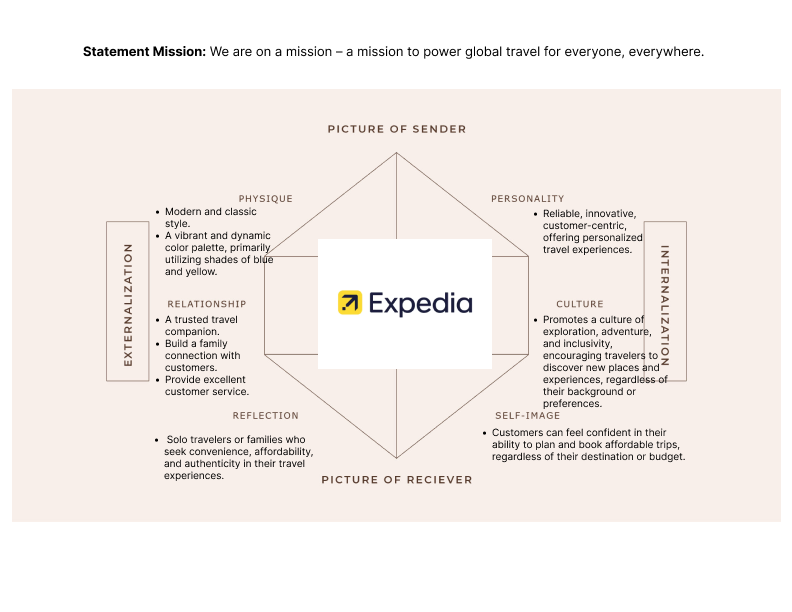 Statement Mission: We are on a mission – a mission to power global travel for everyone, everywhere.
PICTURE OF SENDER
PHYSIQUE
• Modern and classic
style.
• A vibrant and dynamic
color palette, primarily
utilizing shades of blue
and yellow.
PERSONALITY
• Reliable, innovative,
customer-centric,
offering personalized
travel experiences.
EXTERNALIZATION
INTERNALIZATION
Expedia
RELATIONSHIP
• A trusted travel
companion.
• Build a family
connection with
customers.
• Provide excellent
customer service.
CULTURE
• Promotes a culture of
exploration, adventure,
and inclusivity,
encouraging travelers to
discover new places and
experiences, regardless of
their background or
preferences.
REFLECTION
• Solo travelers or families who
seek convenience, affordability,
and authenticity in their travel
experiences.
SELF-IMAGE
• Customers can feel confident in their
ability to plan and book affordable trips,
regardless of their destination or budget.
PICTURE OF RECIEVER